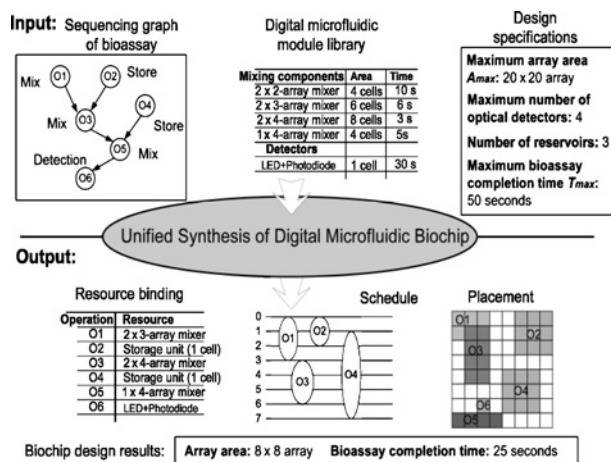 Input:
Sequencing graph
of bioassay
Digital microfluidic
module library
Design
specifications
Mix
O1
O2
Store
Mix
O3
O4
Store
O5
Mix
Detection
O6
Mixing components Area Time
2 x 2-array mixer 4 cells 10 s
2 x 3-array mixer 6 cells 6 s
2 x 4-array mixer 8 cells 3 s
1 x 4-array mixer 4 cells 5s
Detectors
LED+Photodiode 1 cell 30 s
Maximum array area
Amax: 20 x 20 array
Maximum number of
optical detectors: 4
Number of reservoirs: 3
Maximum bioassay
completion time Tmax:
50 seconds
Unified Synthesis of Digital Microfluidic Biochip
Output:
Resource binding
Operation Resource
O1 2 x 3-array mixer
O2 Storage unit (1 cell)
O3 2 x 4-array mixer
O4 Storage unit (1 cell)
O5 1 x 4-array mixer
O6 LED+Photodiode
Schedule
0
1
2
3
4
5
6
7
O1
O2
O3
O4
Placement
O1
O2
O3
O4
O6
O5
Biochip design results: Array area: 8 x 8 array Bioassay completion time: 25 seconds